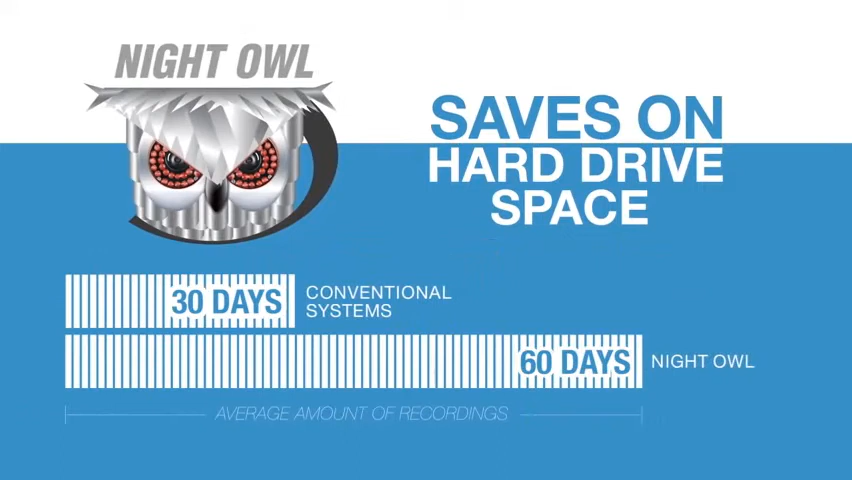 NIGHT OWL
SAVES ON
HARD DRIVE
SPACE
30 DAYS
CONVENTIONAL
SYSTEMS
60 DAYS
NIGHT OWL
AVERAGE AMOUNT OF RECORDINGS